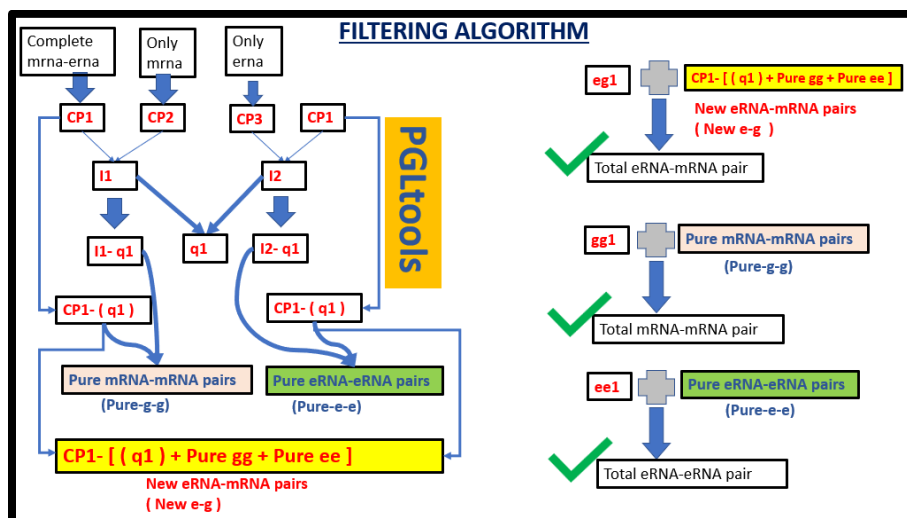 FILTERING ALGORITHM
Complete
mrna-erna
Only
mrna
Only
erna
CP1
CP2
CP3
CP1
I1
I2
I1- q1
q1
I2- q1
CP1- ( q1 )
CP1- ( q1 )
Pure mRNA-mRNA pairs
(Pure-g-g)
Pure eRNA-eRNA pairs
(Pure-e-e)
CP1- [ ( q1 ) + Pure gg + Pure ee ]
New eRNA-mRNA pairs
( New e-g )
PGLtools
eg1
CP1- [ ( q1 ) + Pure gg + Pure ee ]
New eRNA-mRNA pairs
( New e-g )
Total eRNA-mRNA pair
gg1
Pure mRNA-mRNA pairs
(Pure-g-g)
Total mRNA-mRNA pair
ee1
Pure eRNA-eRNA pairs
(Pure-e-e)
Total eRNA-eRNA pair